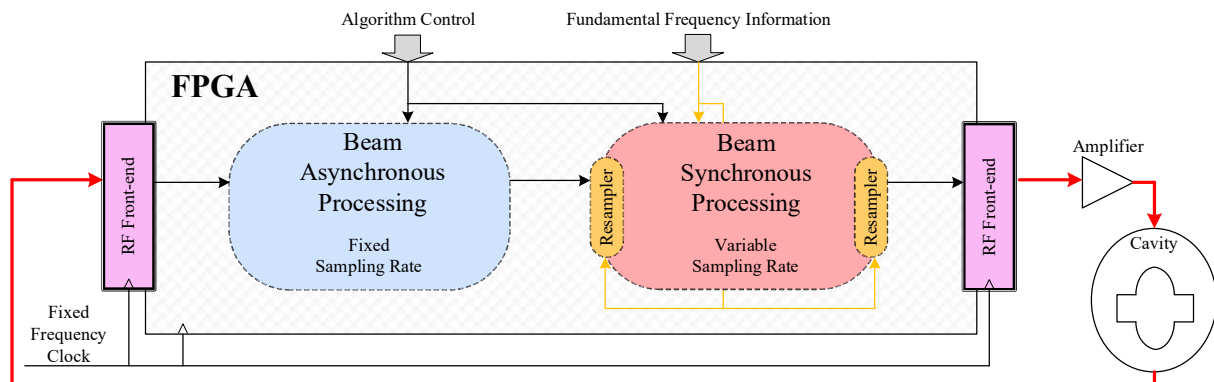 Algorithm Control
Fundamental Frequency Information
FPGA
RF Front-end
Beam
Asynchronous
Processing
Fixed
Sampling Rate
Resampler
Beam
Synchronous
Processing
Variable
Sampling Rate
Resampler
RF Front-end
Amplifier
Cavity
Fixed
Frequency
Clock